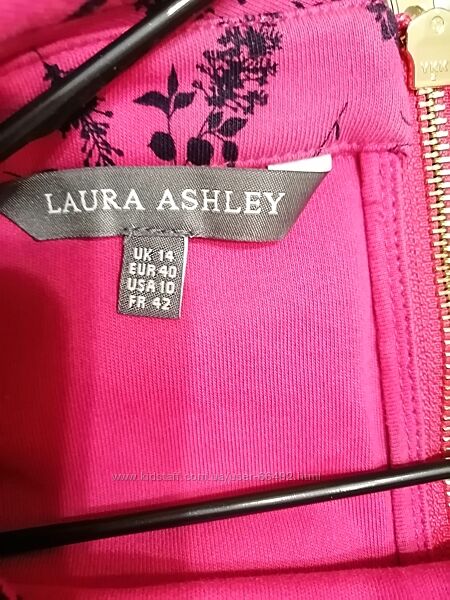 LAURA ASHLEY
UK 14
EUR 40
USA 10
FR 42